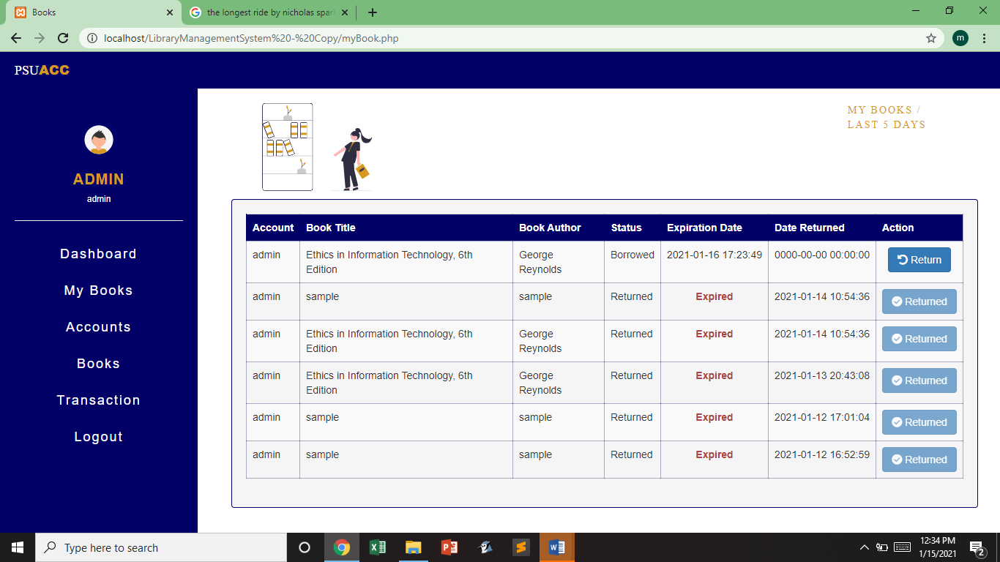 Books
the longest ride by nicholas spar
localhost/LibraryManagementSystem%20-%20Copy/myBook.php
m
PSUACC
ADMIN
admin
Dashboard
My Books
Accounts
Books
Transaction
Logout
MY BOOKS /
LAST 5 DAYS
Account Book Title Book Author Status Expiration Date Date Returned Action
admin Ethics in Information Technology, 6th George Borrowed 2021-01-16 17:23:49 0000-00-00 00:00:00 Return
Edition Reynolds
admin sample sample Returned Expired 2021-01-14 10:54:36 Returned
admin Ethics in Information Technology, 6th George Returned Expired 2021-01-14 10:54:36 Returned
Edition Reynolds
admin Ethics in Information Technology, 6th George Returned Expired 2021-01-13 20:43:08 Returned
Edition Reynolds
admin sample sample Returned Expired 2021-01-12 17:01:04 Returned
admin sample sample Returned Expired 2021-01-12 16:52:59 Returned
Type here to search
12:34 PM
1/15/2021
2